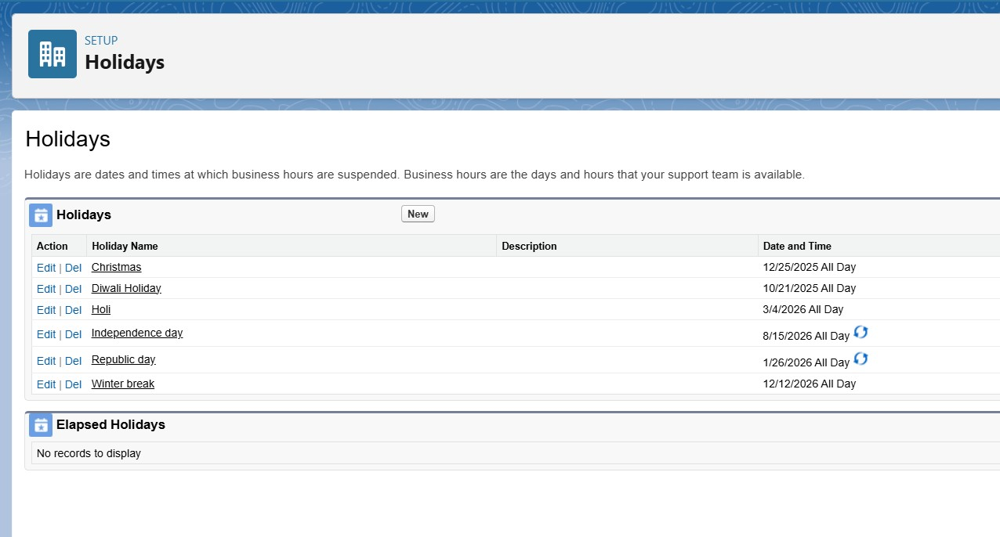 SETUP
Holidays
Holidays
Holidays are dates and times at which business hours are suspended. Business hours are the days and hours that your support team is available.
Holidays New
Action Holiday Name Description Date and Time
Edit | Del Christmas 12/25/2025 All Day
Edit | Del Diwali Holiday 10/21/2025 All Day
Edit | Del Holi 3/4/2026 All Day
Edit | Del Independence day 8/15/2026 All Day
Edit | Del Republic day 1/26/2026 All Day
Edit | Del Winter break 12/12/2026 All Day
Elapsed Holidays
No records to display